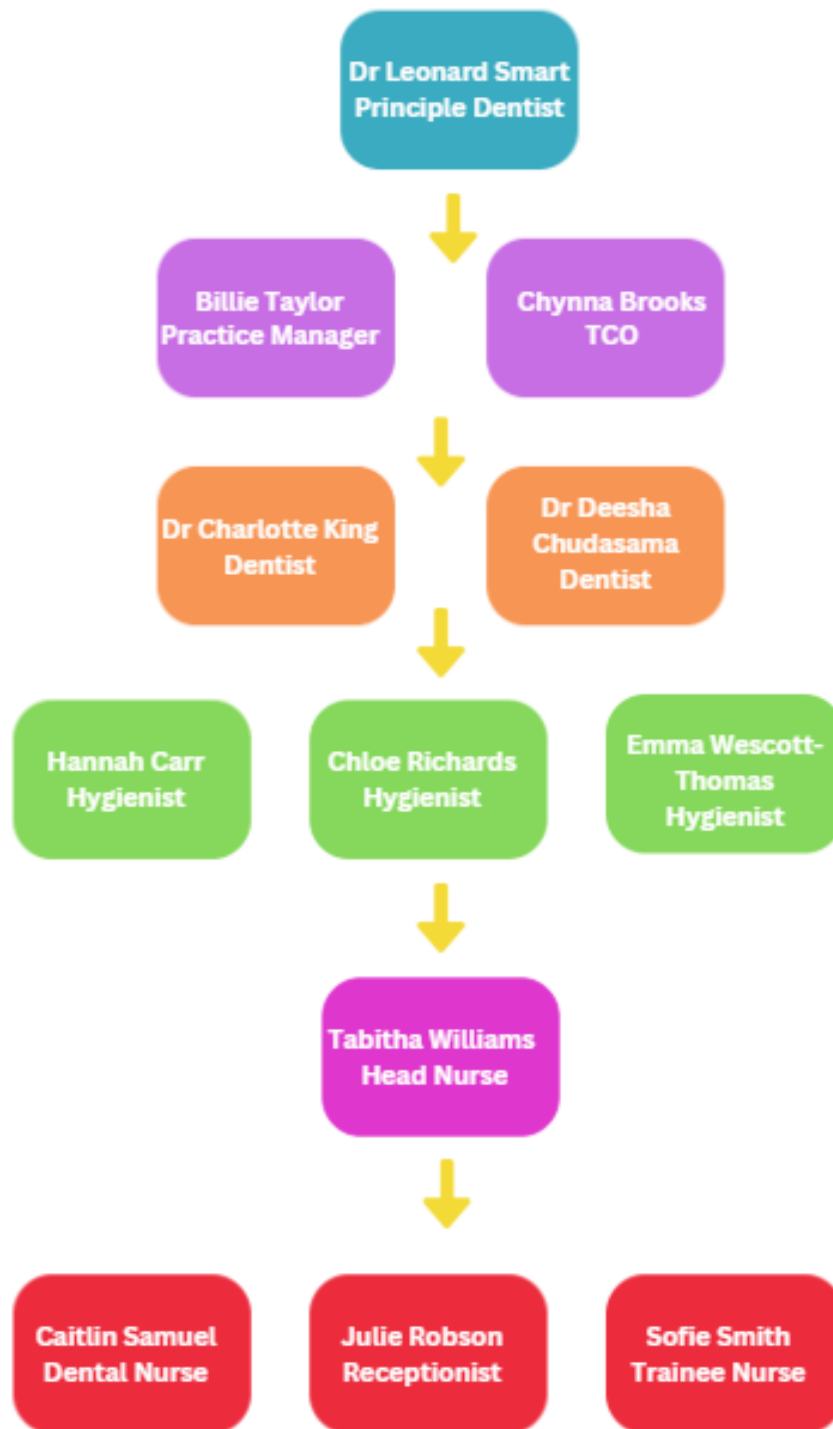 Dr Leonard Smart
Principle Dentist
Billie Taylor
Practice Manager
Chynna Brooks
TCO
Dr Charlotte King
Dentist
Dr Deesha
Chudasama
Dentist
Hannah Carr
Hygienist
Chloe Richards
Hygienist
Emma Wescott-
Thomas
Hygienist
Tabitha Williams
Head Nurse
Caitlin Samuel
Dental Nurse
Julie Robson
Receptionist
Sofie Smith
Trainee Nurse